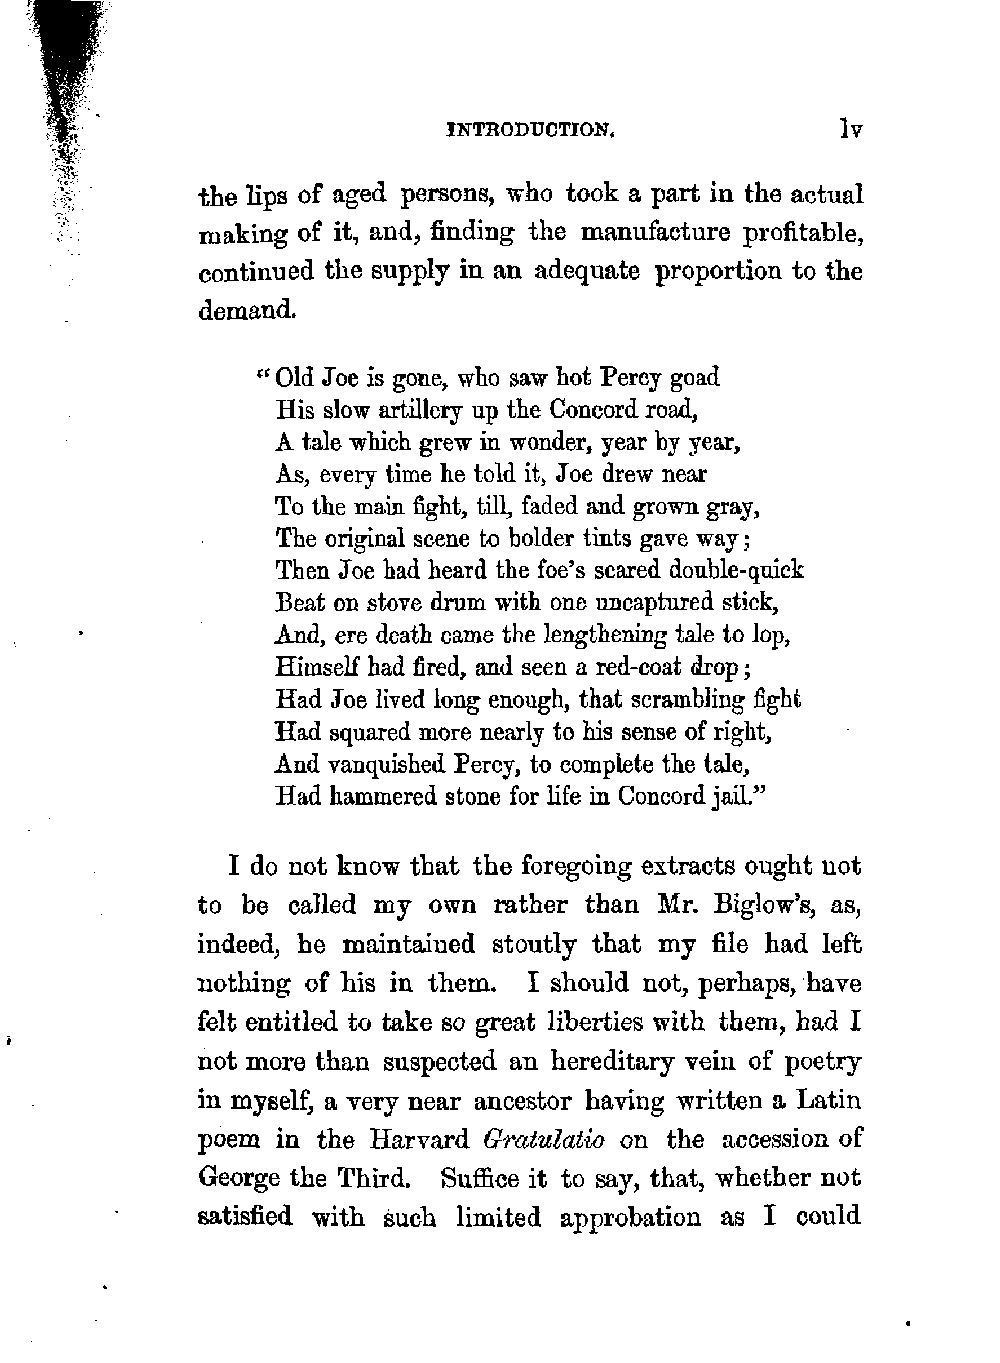 INTRODUCTION. lv
the lips of aged persons, who took a part in the actual
making of it, and, finding the manufacture profitable,
continued the supply in an adequate proportion to the
demand.
“Old Joe is gone, who saw hot Percy goad
His slow artillery up the Concord road,
A tale which grew in wonder, year by year,
As, every time he told it, Joe drew near
To the main fight, till, faded and grown gray,
The original scene to bolder tints gave way;
Then Joe had heard the foe’s scared double-quick
Beat on stove drum with one uncaptured stick,
And, ere death came the lengthening tale to lop,
Himself had fired, and seen a red-coat drop;
Had Joe lived long enough, that scrambling fight
Had squared more nearly to his sense of right,
And vanquished Percy, to complete the tale,
Had hammered stone for life in Concord jail.”
I do not know that the foregoing extracts ought not
to be called my own rather than Mr. Biglow’s, as,
indeed, he maintained stoutly that my file had left
nothing of his in them. I should not, perhaps, have
felt entitled to take so great liberties with them, had I
not more than suspected an hereditary vein of poetry
in myself, a very near ancestor having written a Latin
poem in the Harvard Gratulatio on the accession of
George the Third. Suffice it to say, that, whether not
satisfied with such limited approbation as I could